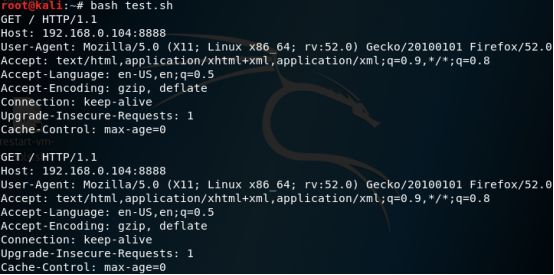 root@kali:~# bash test.sh
GET / HTTP/1.1
Host: 192.168.0.104:8888
User-Agent: Mozilla/5.0 (X11; Linux x86_64; rv:52.0) Gecko/20100101 Firefox/52.0
Accept: text/html,application/xhtml+xml,application/xml;q=0.9,*/*;q=0.8
Accept-Language: en-US,en;q=0.5
Accept-Encoding: gzip, deflate
Connection: keep-alive
Upgrade-Insecure-Requests: 1
restart-vm-
Cache-Control: max-age=0
GET / HTTP/1.1
Host: 192.168.0.104:8888
User-Agent: Mozilla/5.0 (X11; Linux x86_64; rv:52.0) Gecko/20100101 Firefox/52.0
Accept: text/html,application/xhtml+xml,application/xml;q=0.9,*/*;q=0.8
Accept-Language: en-US,en;q=0.5
Accept-Encoding: gzip, deflate
Connection: keep-alive
Upgrade-Insecure-Requests: 1
Cache-Control: max-age=0